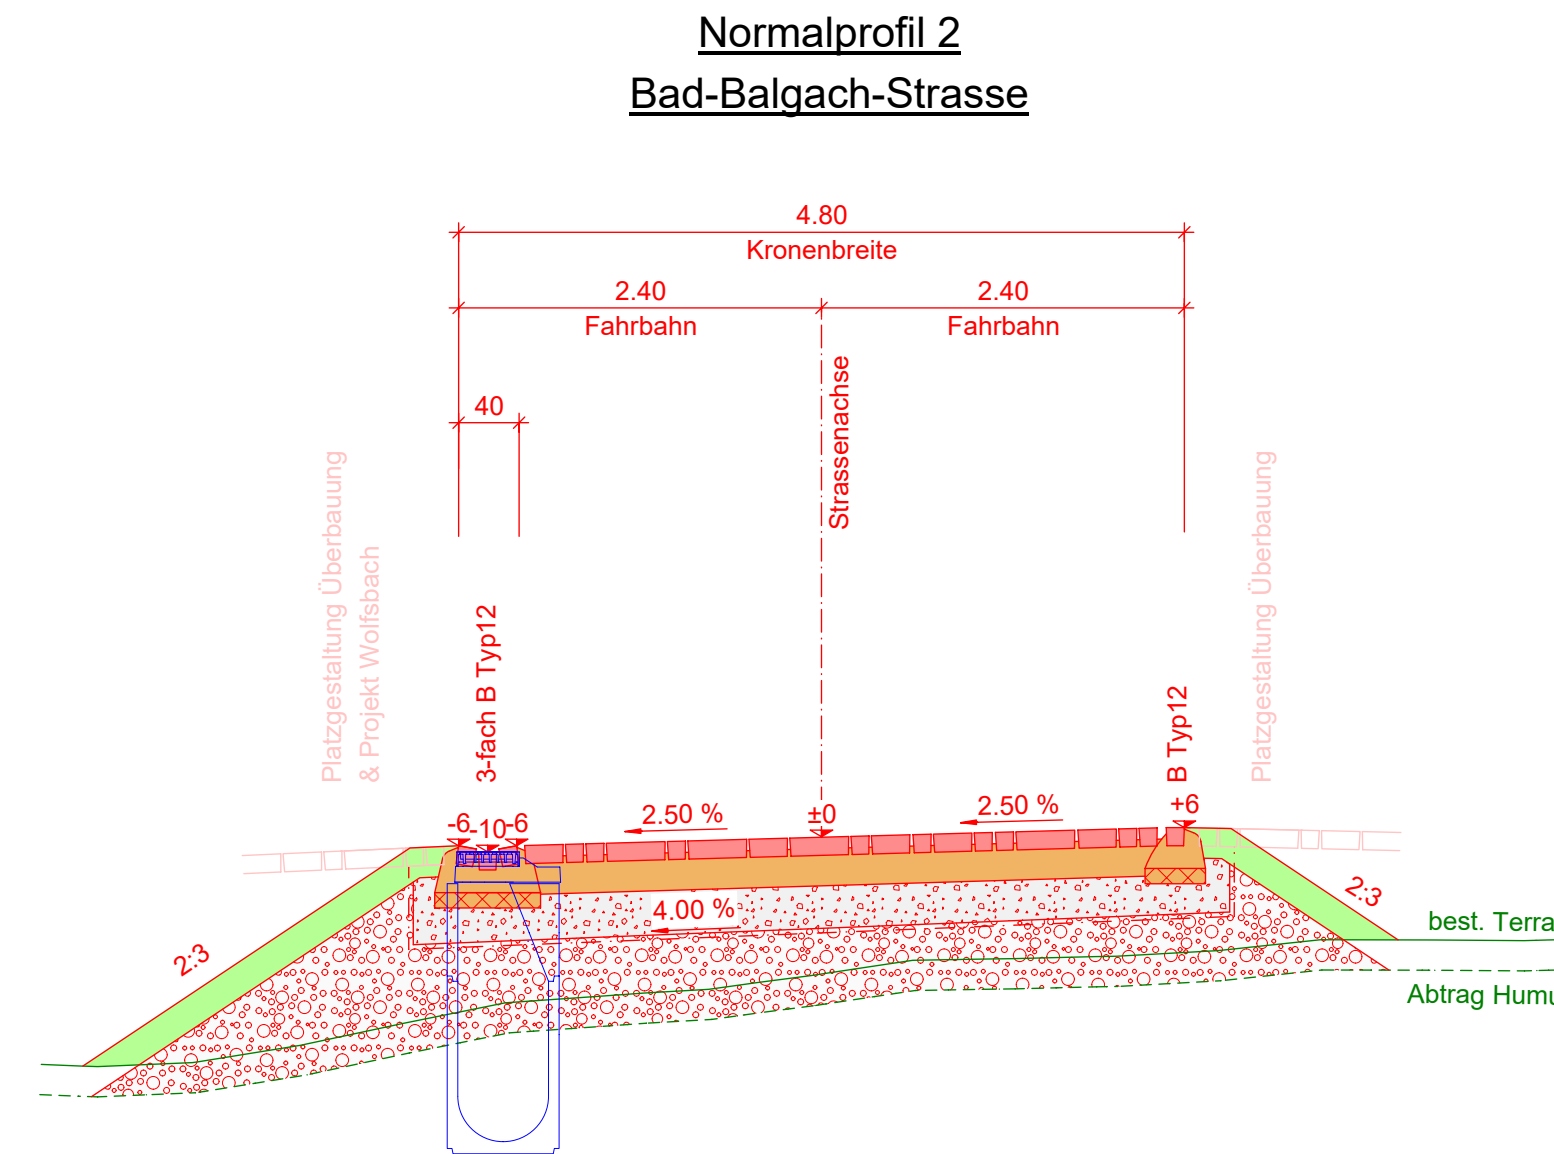 Normalprofil 2
Bad-Balgach-Strasse
4.80
Kronenbreite
2.40
2.40
Fahrbahn
Fahrbahn
40
Strassenachse
Platzgestaltung Überbauung
& Projekt Wolfsbach
3-fach B Typ12
B Typ12
Platzgestaltung Überbauung
-6
-10
-6
2.50 %
±0
2.50 %
+6
4.00 %
2:3
2:3
best. Terra
Abtrag Humu